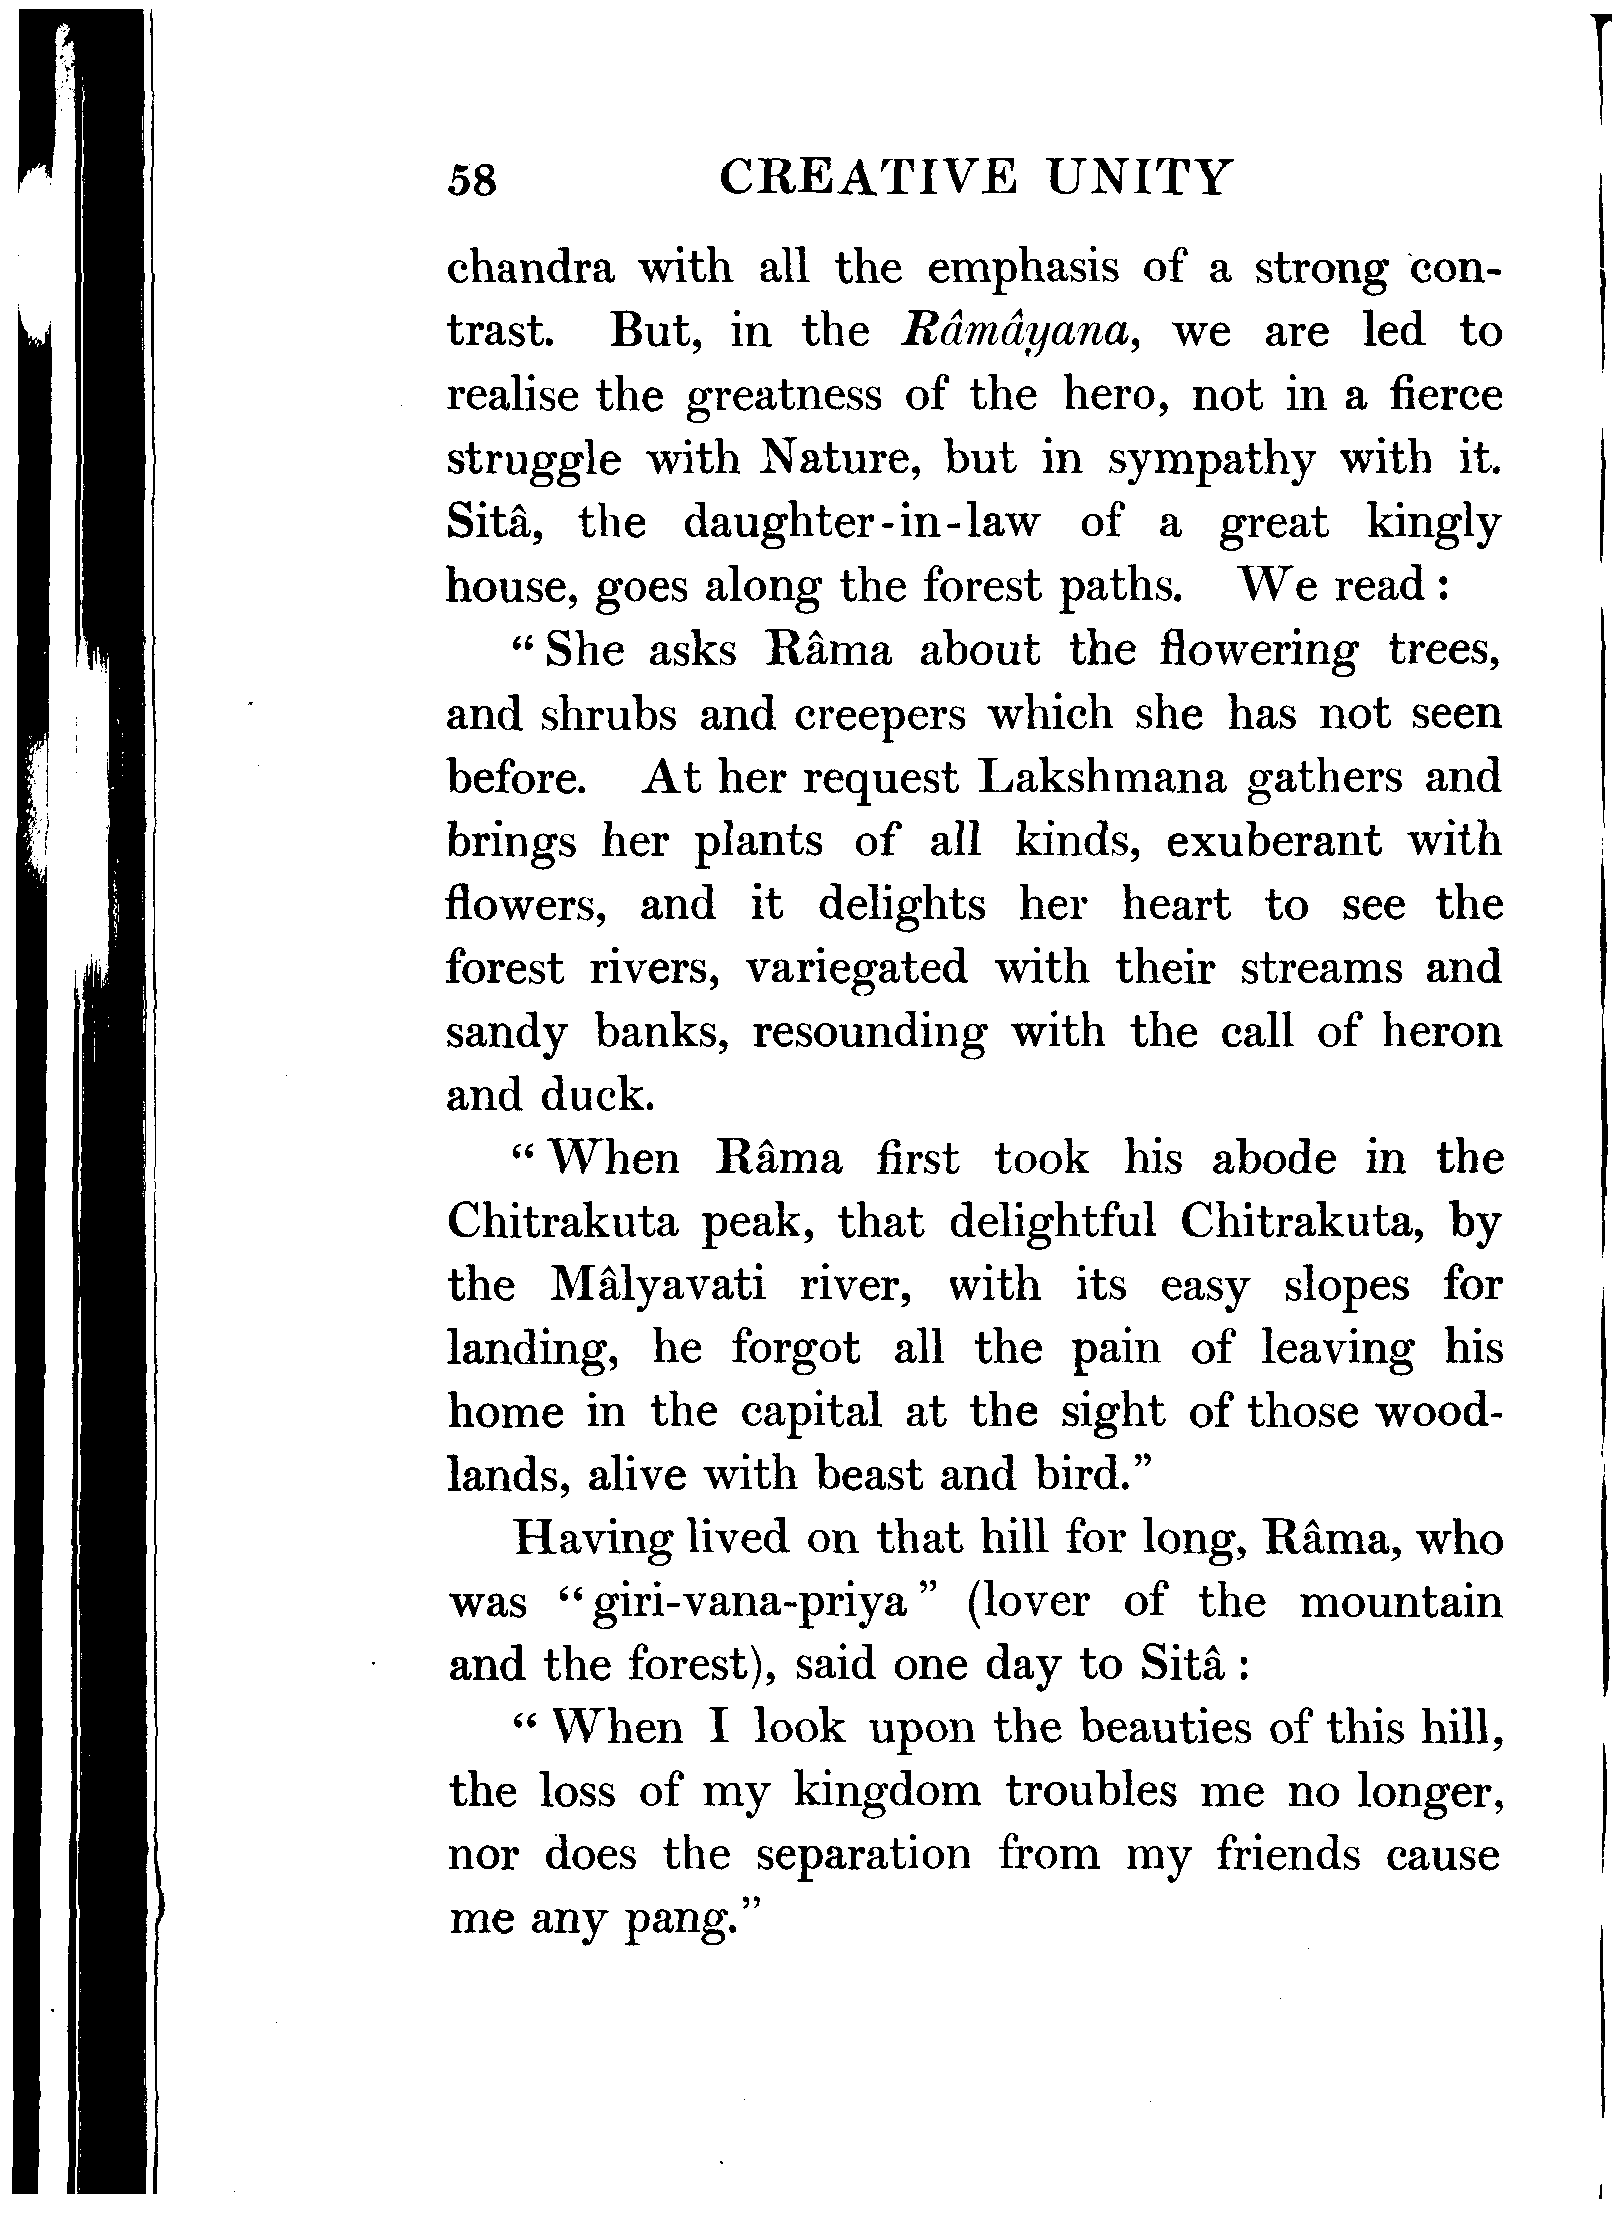 58 CREATIVE UNITY
chandra with all the emphasis of a strong con-
trast. But, in the Râmâyana, we are led to
realise the greatness of the hero, not in a fierce
struggle with Nature, but in sympathy with it.
Sitâ, the daughter-in-law of a great kingly
house, goes along the forest paths. We read :
“ She asks Râma about the flowering trees,
and shrubs and creepers which she has not seen
before. At her request Lakshmana gathers and
brings her plants of all kinds, exuberant with
flowers, and it delights her heart to see the
forest rivers, variegated with their streams and
sandy banks, resounding with the call of heron
and duck.
“ When Râma first took his abode in the
Chitrakuta peak, that delightful Chitrakuta, by
the Mâlyavati river, with its easy slopes for
landing, he forgot all the pain of leaving his
home in the capital at the sight of those wood-
lands, alive with beast and bird.”
Having lived on that hill for long, Râma, who
was “ giri-vana-priya ” (lover of the mountain
and the forest), said one day to Sitâ :
“ When I look upon the beauties of this hill,
the loss of my kingdom troubles me no longer,
nor does the separation from my friends cause
me any pang.”